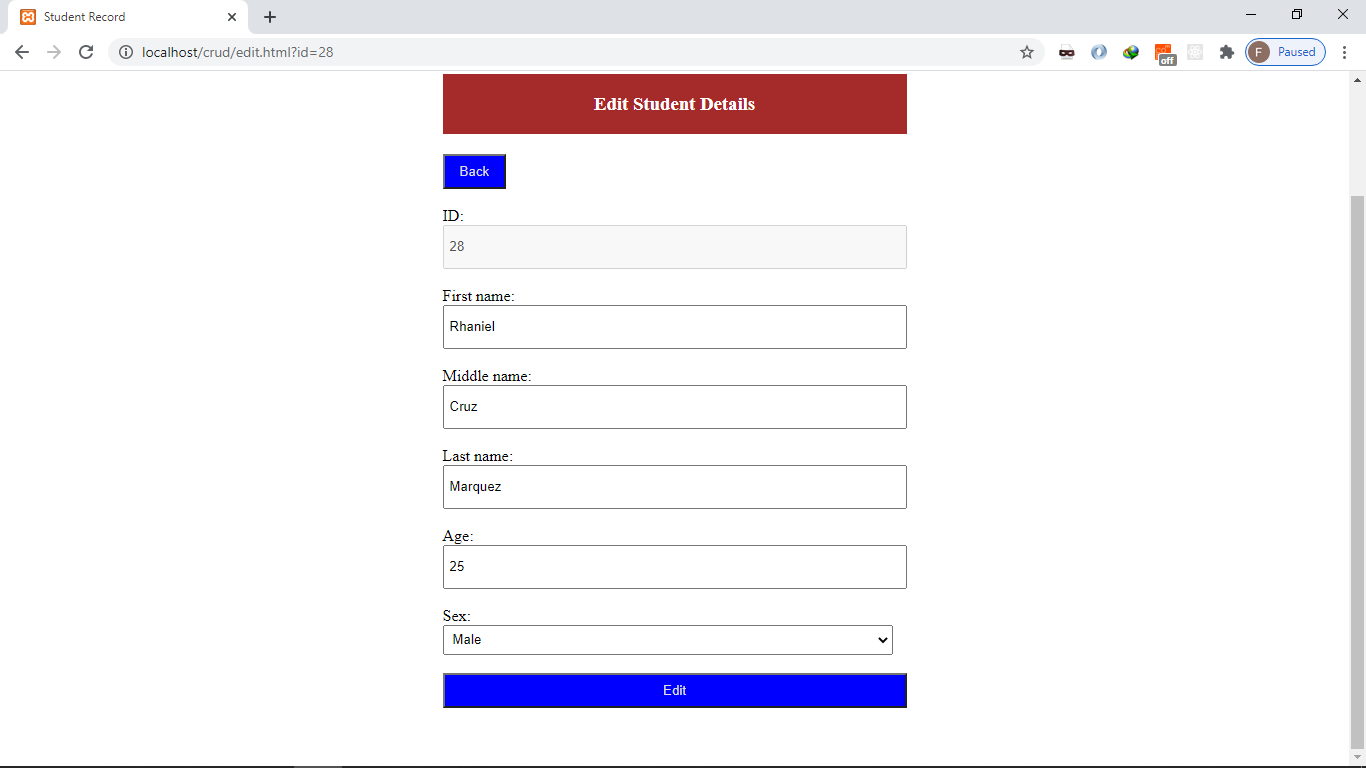 Student Record
localhost/crud/edit.html?id=28
off
F
Paused
Edit Student Details
Back
ID:
28
First name:
Rhaniel
Middle name:
Cruz
Last name:
Marquez
Age:
25
Sex:
Male
Edit